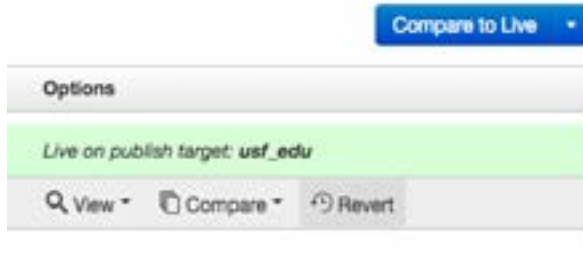 Compare to Live
Options
Live on publish target: usf_edu
View Compare Revert